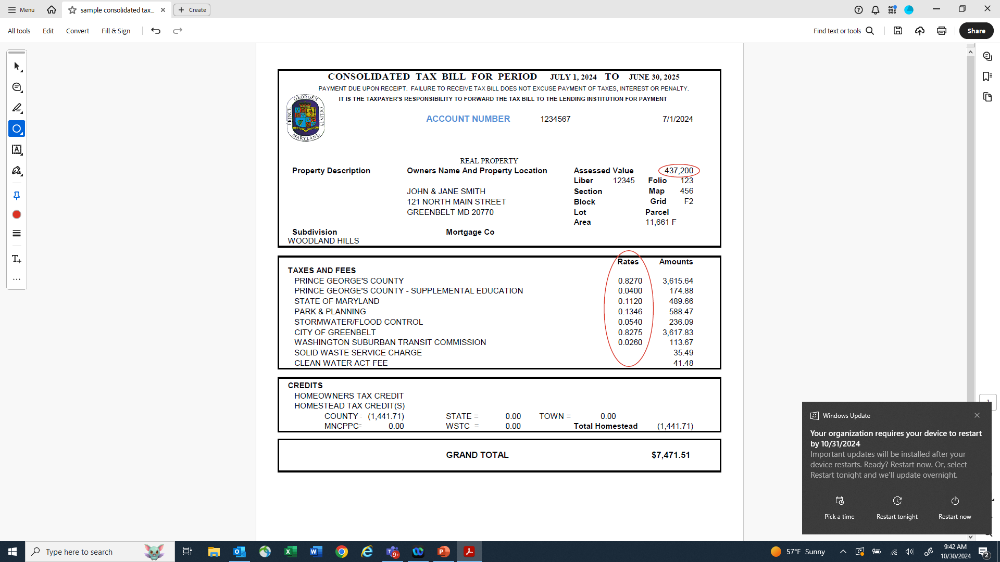 Menu sample consolidated tax... Create
All tools Edit Convert Fill & Sign Find text or tools Share
CONSOLIDATED TAX BILL FOR PERIOD JULY 1, 2024 TO JUNE 30, 2025
PAYMENT DUE UPON RECEIPT. FAILURE TO RECEIVE TAX BILL DOES NOT EXCUSE PAYMENT OF TAXES, INTEREST OR PENALTY.
IT IS THE TAXPAYER'S RESPONSIBILITY TO FORWARD THE TAX BILL TO THE LENDING INSTITUTION FOR PAYMENT
PRINCE GEORGE'S COUNTY MARYLAND
ACCOUNT NUMBER 1234567 7/1/2024
REAL PROPERTY
Property Description Owners Name And Property Location Assessed Value 437,200
Liber 12345 Folio 123
JOHN & JANE SMITH Section Map 456
121 NORTH MAIN STREET Block Grid F2
GREENBELT MD 20770 Lot Parcel
Area 11,661 F
Subdivision Mortgage Co
WOODLAND HILLS
Rates Amounts
TAXES AND FEES
PRINCE GEORGE'S COUNTY 0.8270 3,615.64
PRINCE GEORGE'S COUNTY - SUPPLEMENTAL EDUCATION 0.0400 174.88
STATE OF MARYLAND 0.1120 489.66
PARK & PLANNING 0.1346 588.47
STORMWATER/FLOOD CONTROL 0.0540 236.09
CITY OF GREENBELT 0.8275 3,617.83
WASHINGTON SUBURBAN TRANSIT COMMISSION 0.0260 113.67
SOLID WASTE SERVICE CHARGE 35.49
CLEAN WATER ACT FEE 41.48
CREDITS
HOMEOWNERS TAX CREDIT
HOMESTEAD TAX CREDIT(S)
COUNTY : (1,441.71) STATE = 0.00 TOWN = 0.00
MNCPPC= 0.00 WSTC = 0.00 Total Homestead (1,441.71)
GRAND TOTAL $7,471.51
Windows Update
Your organization requires your device to restart
by 10/31/2024
Important updates will be installed after your
device restarts. Ready? Restart now. Or, select
Restart tonight and we'll update overnight.
Pick a time Restart tonight Restart now
Type here to search 9+ 57°F Sunny 9:42 AM
10/30/2024 2